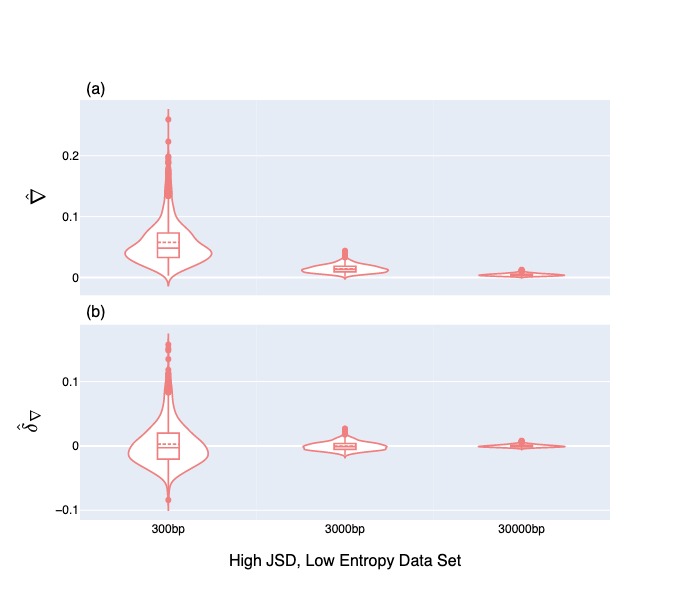 (a)
0.2
0.1
0
∇̂
(b)
0.1
0
−0.1
δ̂∇
300bp
3000bp
30000bp
High JSD, Low Entropy Data Set